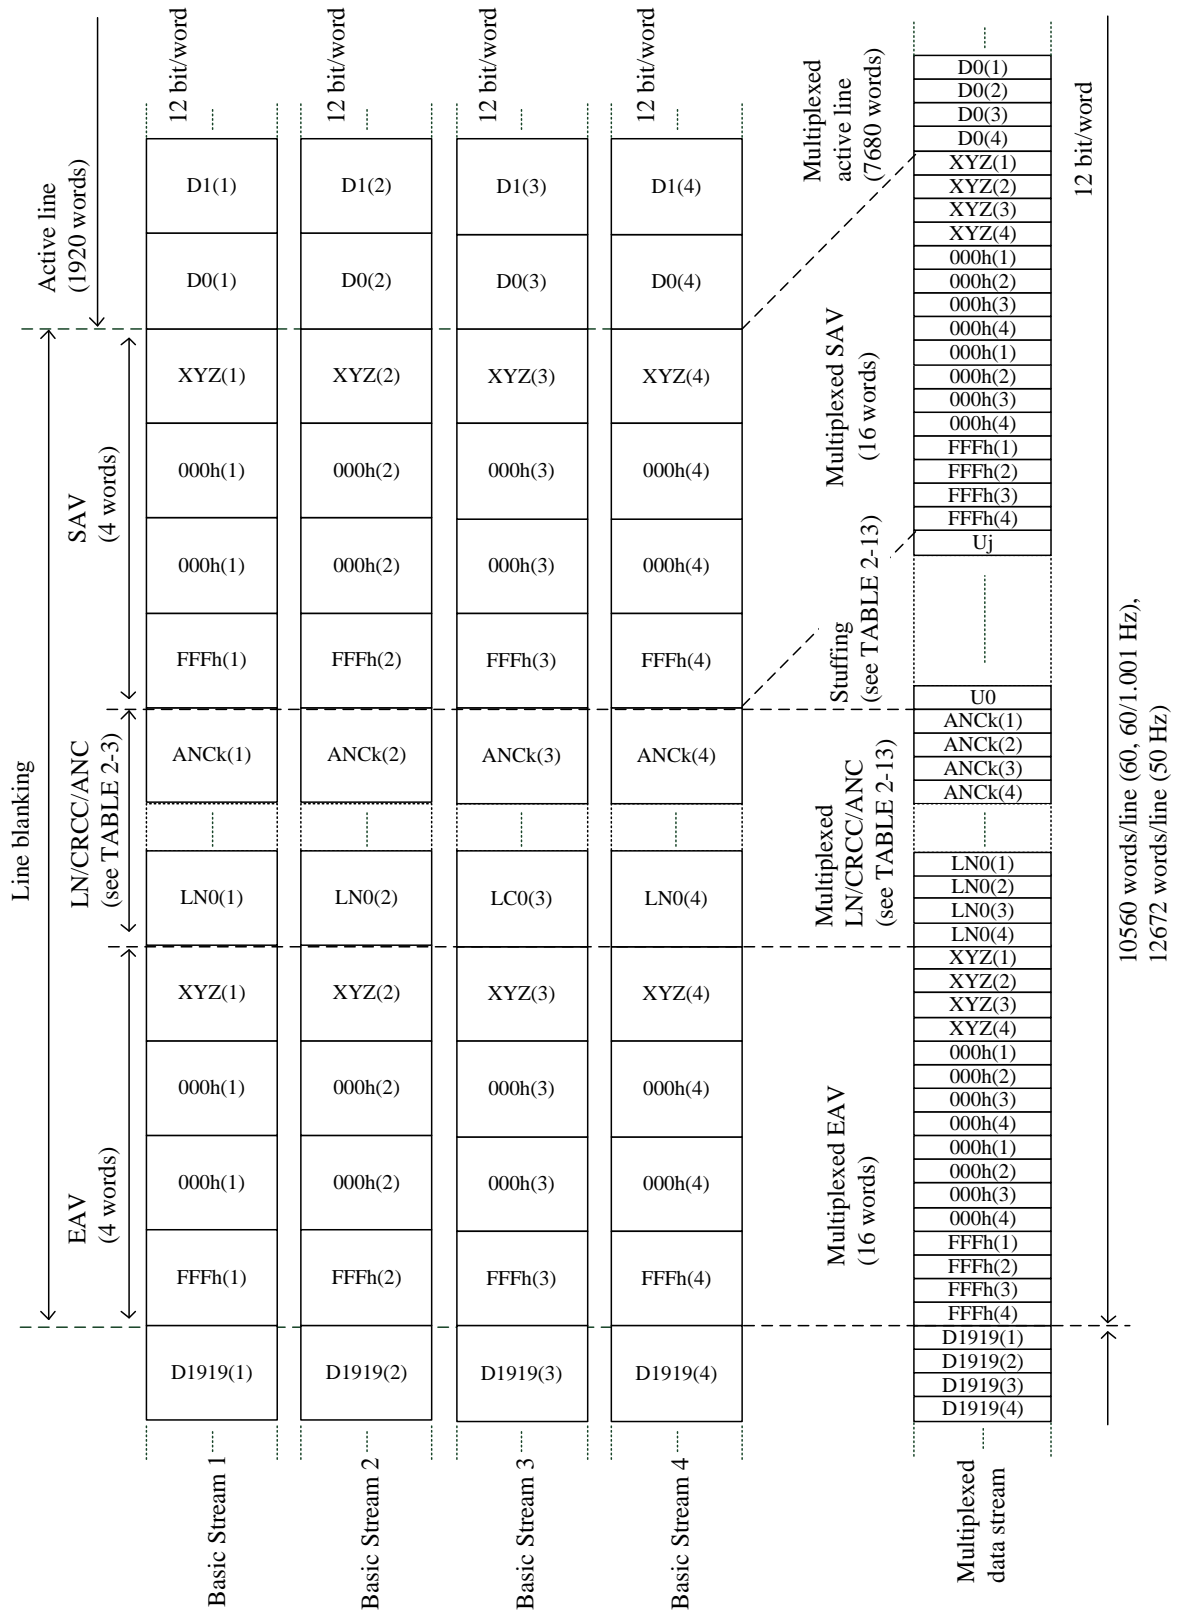 Active line
(1920 words)
Line blanking
SAV
(4 words)
LN/CRCC/ANC
(see TABLE 2-3)
EAV
(4 words)
12 bit/word
D1(1)
D0(1)
XYZ(1)
000h(1)
000h(1)
FFFh(1)
ANCk(1)
LN0(1)
XYZ(1)
000h(1)
000h(1)
FFFh(1)
D1919(1)
Basic Stream 1
12 bit/word
D1(2)
D0(2)
XYZ(2)
000h(2)
000h(2)
FFFh(2)
ANCk(2)
LN0(2)
XYZ(2)
000h(2)
000h(2)
FFFh(2)
D1919(2)
Basic Stream 2
12 bit/word
D1(3)
D0(3)
XYZ(3)
000h(3)
000h(3)
FFFh(3)
ANCk(3)
LC0(3)
XYZ(3)
000h(3)
000h(3)
FFFh(3)
D1919(3)
Basic Stream 3
12 bit/word
D1(4)
D0(4)
XYZ(4)
000h(4)
000h(4)
FFFh(4)
ANCk(4)
LN0(4)
XYZ(4)
000h(4)
000h(4)
FFFh(4)
D1919(4)
Basic Stream 4
Multiplexed
active line
(7680 words)
Multiplexed SAV
(16 words)
Stuffing
(see TABLE 2-13)
Multiplexed
LN/CRCC/ANC
(see TABLE 2-13)
Multiplexed EAV
(16 words)
D0(1)
D0(2)
D0(3)
D0(4)
XYZ(1)
XYZ(2)
XYZ(3)
XYZ(4)
000h(1)
000h(2)
000h(3)
000h(4)
000h(1)
000h(2)
000h(3)
000h(4)
FFFh(1)
FFFh(2)
FFFh(3)
FFFh(4)
Uj
U0
ANCk(1)
ANCk(2)
ANCk(3)
ANCk(4)
LN0(1)
LN0(2)
LN0(3)
LN0(4)
XYZ(1)
XYZ(2)
XYZ(3)
XYZ(4)
000h(1)
000h(2)
000h(3)
000h(4)
000h(1)
000h(2)
000h(3)
000h(4)
FFFh(1)
FFFh(2)
FFFh(3)
FFFh(4)
D1919(1)
D1919(2)
D1919(3)
D1919(4)
Multiplexed
data stream
12 bit/word
10560 words/line (60, 60/1.001 Hz),
12672 words/line (50 Hz)